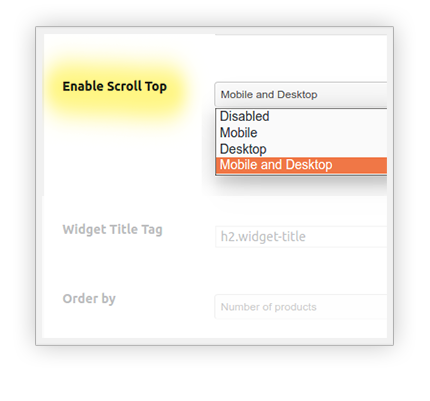 Enable Scroll Top
Mobile and Desktop
Disabled
Mobile
Desktop
Mobile and Desktop
Widget Title Tag
h2.widget-title
Order by
Number of products